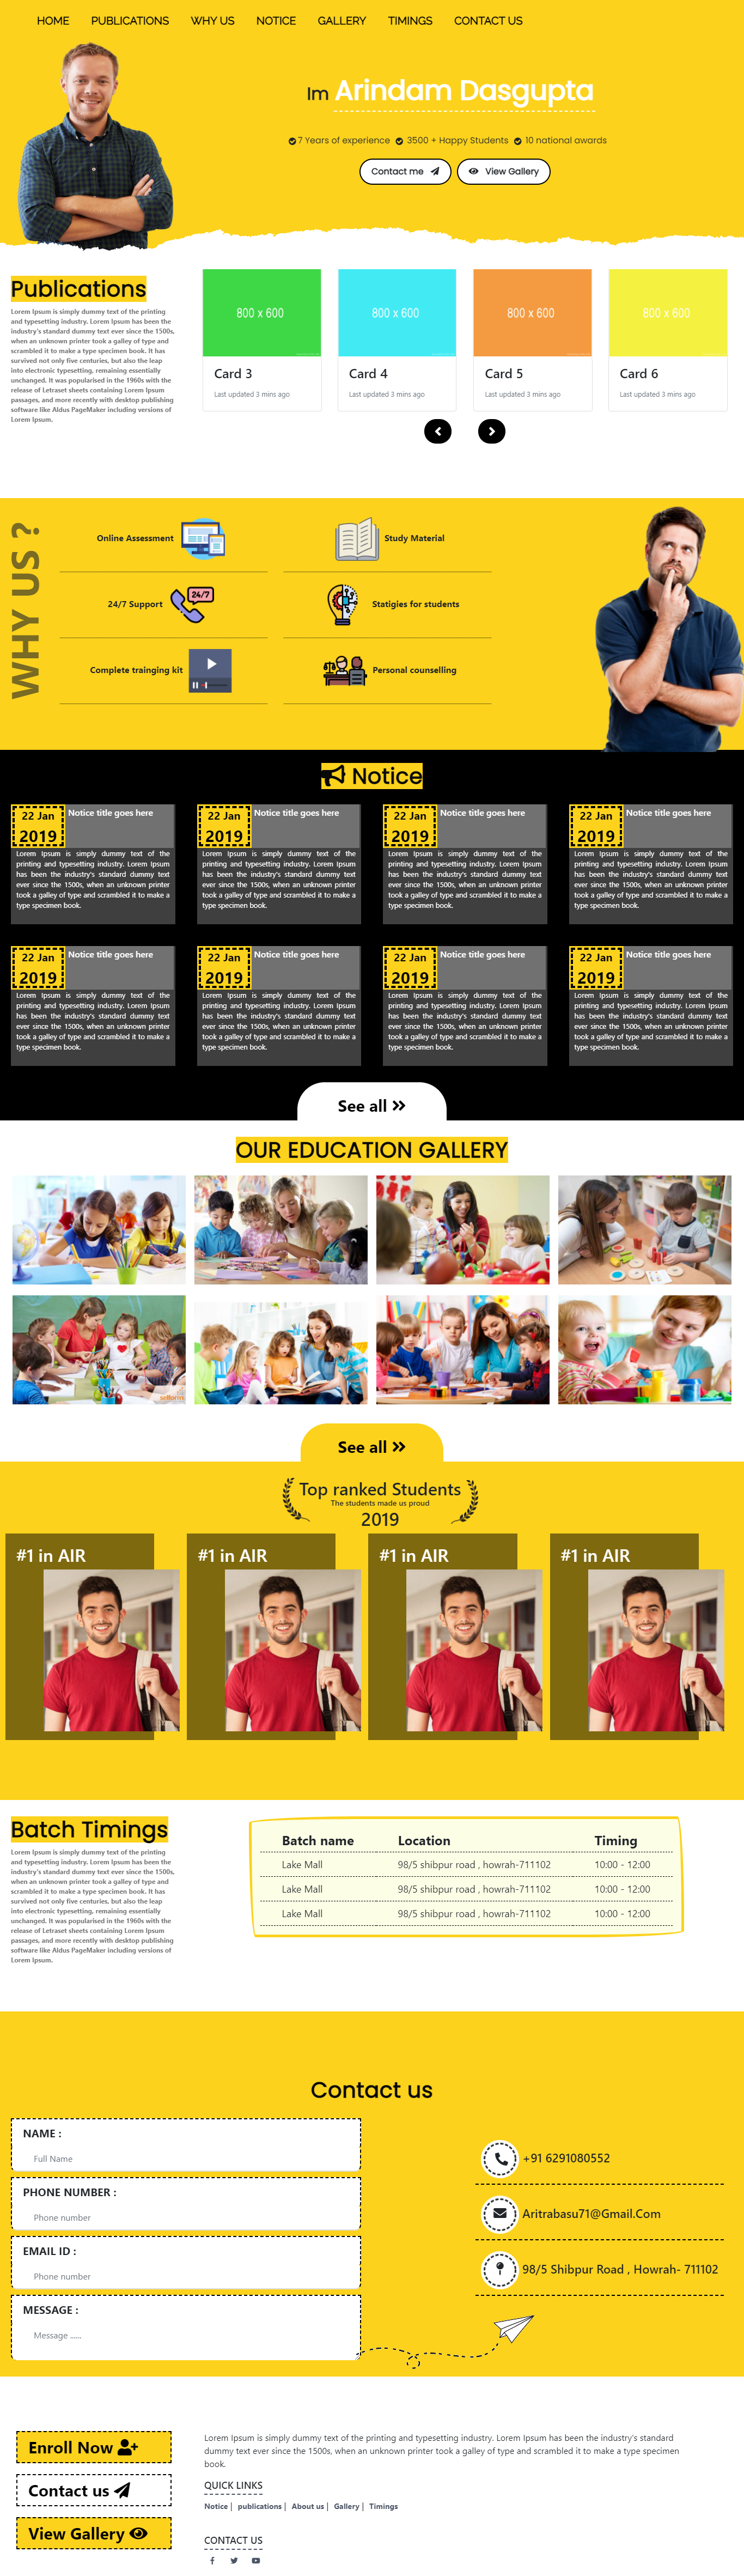 HOME PUBLICATIONS WHY US NOTICE GALLERY TIMINGS CONTACT US
Im Arindam Dasgupta
7 Years of experience 3500 + Happy Students 10 national awards
Contact me View Gallery
Publications
Lorem Ipsum is simply dummy text of the printing
and typesetting industry. Lorem Ipsum has been the
industry's standard dummy text ever since the 1500s,
when an unknown printer took a galley of type and
scrambled it to make a type specimen book. It has
survived not only five centuries, but also the leap
into electronic typesetting, remaining essentially
unchanged. It was popularised in the 1960s with the
release of Letraset sheets containing Lorem Ipsum
passages, and more recently with desktop publishing
software like Aldus PageMaker including versions of
Lorem Ipsum.
800 x 600 800 x 600 800 x 600 800 x 600
Card 3 Card 4 Card 5 Card 6
Last updated 3 mins ago Last updated 3 mins ago Last updated 3 mins ago Last updated 3 mins ago
WHY US ?
Online Assessment Study Material
24/7 Support 24/7 Statigies for students
Complete trainging kit Personal counselling
Notice
22 Jan Notice title goes here 22 Jan Notice title goes here 22 Jan Notice title goes here 22 Jan Notice title goes here
2019 2019 2019 2019
Lorem Ipsum is simply dummy text of the
printing and typesetting industry. Lorem Ipsum
has been the industry's standard dummy text
ever since the 1500s, when an unknown printer
took a galley of type and scrambled it to make a
type specimen book.
Lorem Ipsum is simply dummy text of the
printing and typesetting industry. Lorem Ipsum
has been the industry's standard dummy text
ever since the 1500s, when an unknown printer
took a galley of type and scrambled it to make a
type specimen book.
Lorem Ipsum is simply dummy text of the
printing and typesetting industry. Lorem Ipsum
has been the industry's standard dummy text
ever since the 1500s, when an unknown printer
took a galley of type and scrambled it to make a
type specimen book.
Lorem Ipsum is simply dummy text of the
printing and typesetting industry. Lorem Ipsum
has been the industry's standard dummy text
ever since the 1500s, when an unknown printer
took a galley of type and scrambled it to make a
type specimen book.
22 Jan Notice title goes here 22 Jan Notice title goes here 22 Jan Notice title goes here 22 Jan Notice title goes here
2019 2019 2019 2019
Lorem Ipsum is simply dummy text of the
printing and typesetting industry. Lorem Ipsum
has been the industry's standard dummy text
ever since the 1500s, when an unknown printer
took a galley of type and scrambled it to make a
type specimen book.
Lorem Ipsum is simply dummy text of the
printing and typesetting industry. Lorem Ipsum
has been the industry's standard dummy text
ever since the 1500s, when an unknown printer
took a galley of type and scrambled it to make a
type specimen book.
Lorem Ipsum is simply dummy text of the
printing and typesetting industry. Lorem Ipsum
has been the industry's standard dummy text
ever since the 1500s, when an unknown printer
took a galley of type and scrambled it to make a
type specimen book.
Lorem Ipsum is simply dummy text of the
printing and typesetting industry. Lorem Ipsum
has been the industry's standard dummy text
ever since the 1500s, when an unknown printer
took a galley of type and scrambled it to make a
type specimen book.
See all
OUR EDUCATION GALLERY
See all
Top ranked Students
The students made us proud
2019
#1 in AIR #1 in AIR #1 in AIR #1 in AIR
Batch Timings
Lorem Ipsum is simply dummy text of the printing
and typesetting industry. Lorem Ipsum has been the
industry's standard dummy text ever since the 1500s,
when an unknown printer took a galley of type and
scrambled it to make a type specimen book. It has
survived not only five centuries, but also the leap
into electronic typesetting, remaining essentially
unchanged. It was popularised in the 1960s with the
release of Letraset sheets containing Lorem Ipsum
passages, and more recently with desktop publishing
software like Aldus PageMaker including versions of
Lorem Ipsum.
Batch name Location Timing
Lake Mall 98/5 shibpur road , howrah-711102 10:00 - 12:00
Lake Mall 98/5 shibpur road , howrah-711102 10:00 - 12:00
Lake Mall 98/5 shibpur road , howrah-711102 10:00 - 12:00
Contact us
NAME :
Full Name
PHONE NUMBER :
Phone number
EMAIL ID :
Phone number
MESSAGE :
Message ......
+91 6291080552
Aritrabasu71@Gmail.Com
98/5 Shibpur Road , Howrah- 711102
Enroll Now
Contact us
View Gallery
Lorem Ipsum is simply dummy text of the printing and typesetting industry. Lorem Ipsum has been the industry's standard
dummy text ever since the 1500s, when an unknown printer took a galley of type and scrambled it to make a type specimen
book.
QUICK LINKS
Notice | publications | About us | Gallery | Timings
CONTACT US